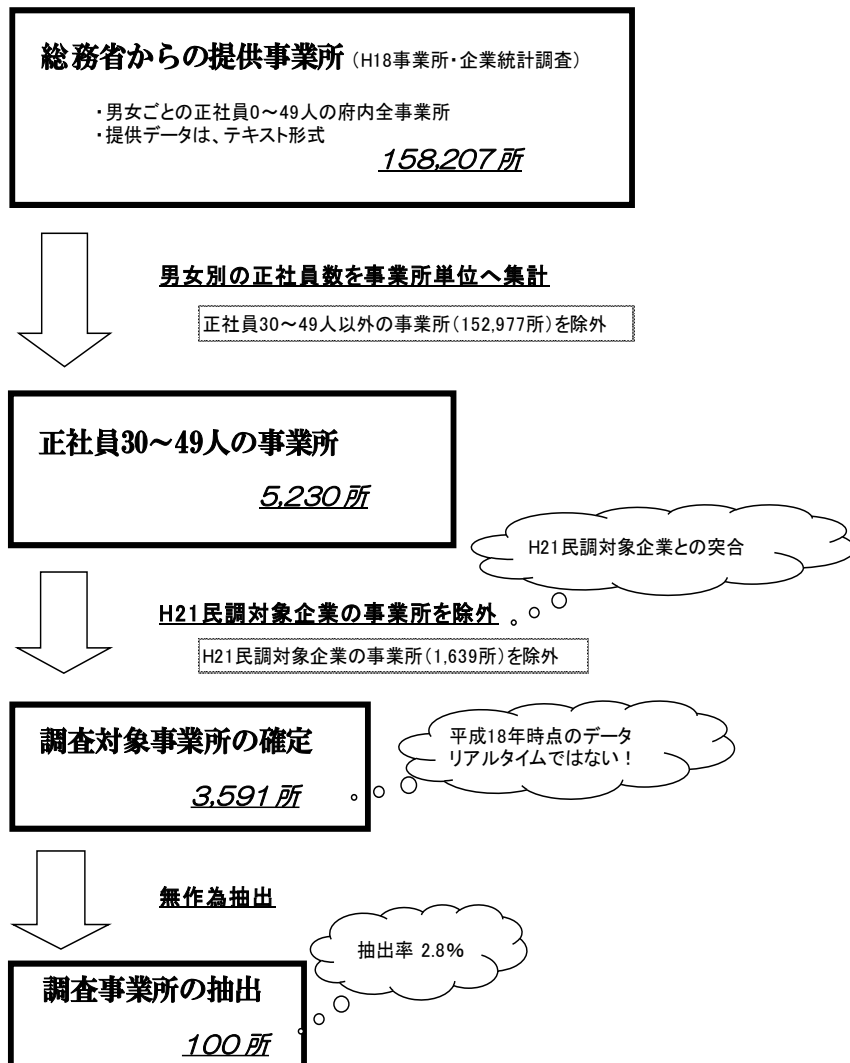 総務省からの提供事業所（H18事業所・企業統計調査）
・男女ごとの正社員0～49人の府内全事業所
・提供データは、テキスト形式
158,207所
男女別の正社員数を事業所単位へ集計
正社員30～49人以外の事業所（152,977所）を除外
正社員30～49人の事業所
5,230所
H21民調対象企業との突合
H21民調対象企業の事業所を除外
H21民調対象企業の事業所（1,639所）を除外
調査対象事業所の確定
3,591所
平成18年時点のデータ
リアルタイムではない！
無作為抽出
抽出率 2.8%
調査事業所の抽出
100所